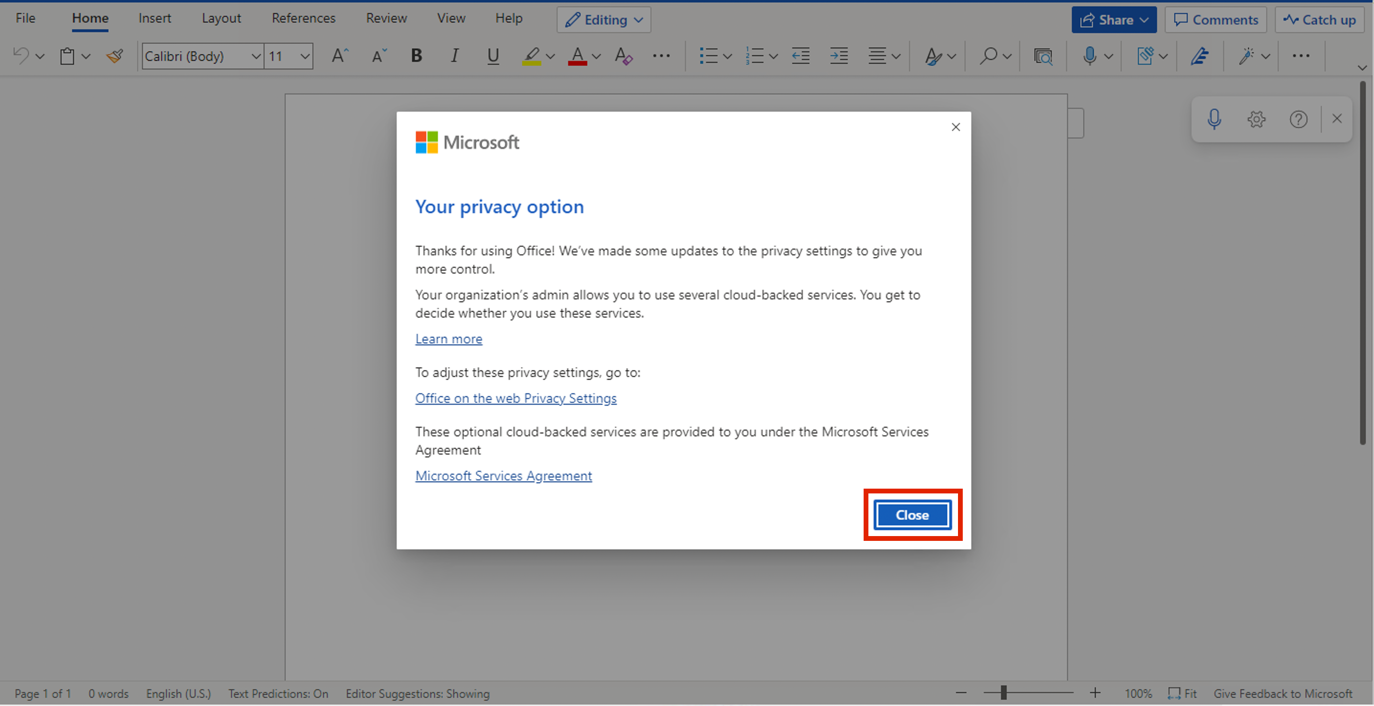 File Home Insert Layout References Review View Help Editing Share Comments Catch up
Calibri (Body) 11 A A B I U A A
Microsoft
Your privacy option
Thanks for using Office! We've made some updates to the privacy settings to give you
more control.
Your organization's admin allows you to use several cloud-backed services. You get to
decide whether you use these services.
Learn more
To adjust these privacy settings, go to:
Office on the web Privacy Settings
These optional cloud-backed services are provided to you under the Microsoft Services
Agreement
Microsoft Services Agreement
Close
Page 1 of 1 0 words English (U.S.) Text Predictions: On Editor Suggestions: Showing 100% Fit Give Feedback to Microsoft